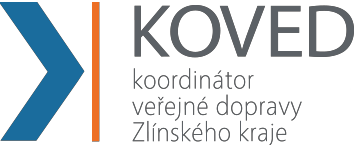 KOVED
koordinátor
veřejné dopravy
Zlínského kraje